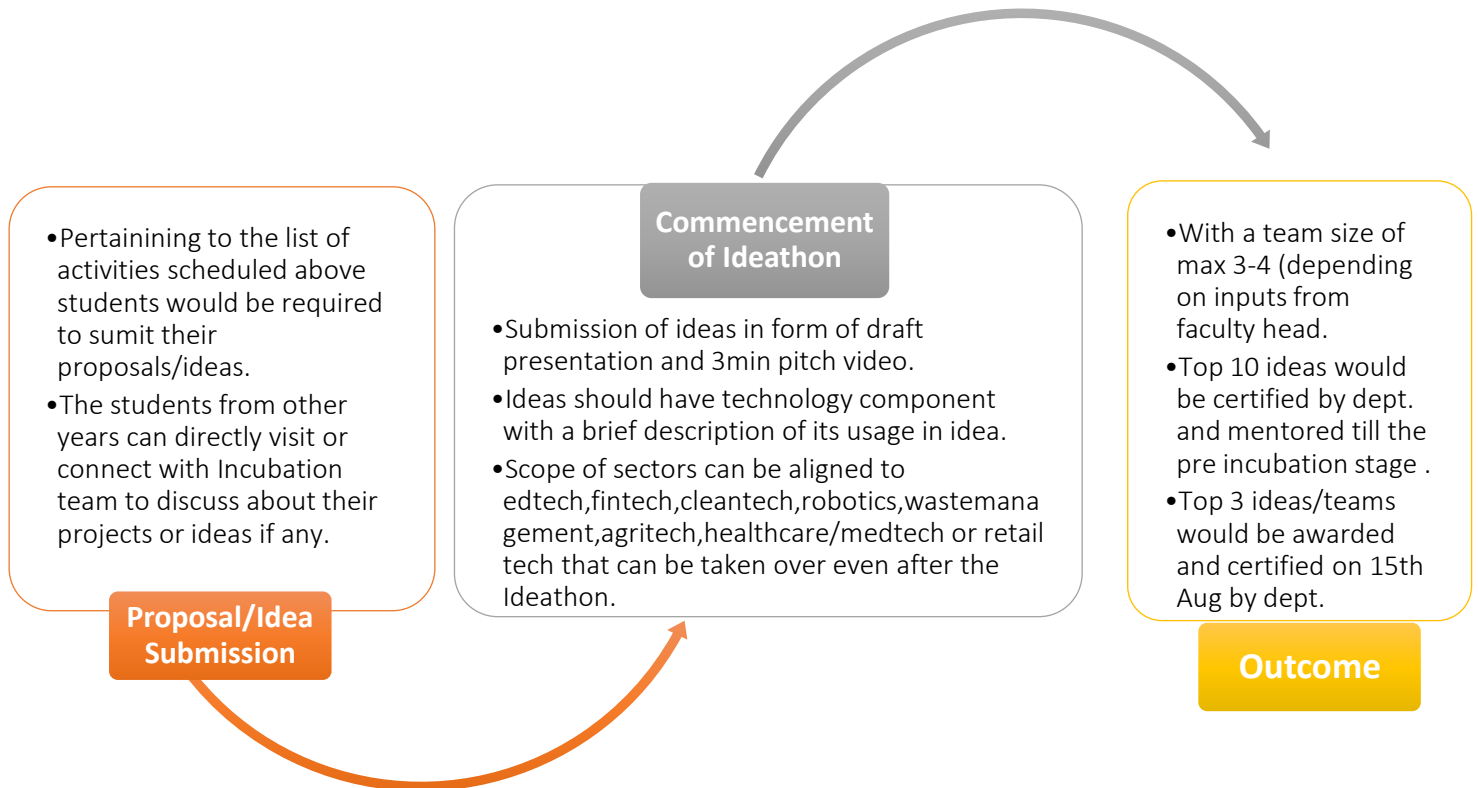 •Pertainining to the list of
activities scheduled above
students would be required
to sumit their
proposals/ideas.
•The students from other
years can directly visit or
connect with Incubation
team to discuss about their
projects or ideas if any.
Proposal/Idea
Submission
Commencement
of Ideathon
•Submission of ideas in form of draft
presentation and 3min pitch video.
•Ideas should have technology component
with a brief description of its usage in idea.
•Scope of sectors can be aligned to
edtech,fintech,cleantech,robotics,wastemana
gement,agritech,healthcare/medtech or retail
tech that can be taken over even after the
Ideathon.
•With a team size of
max 3-4 (depending
on inputs from
faculty head.
•Top 10 ideas would
be certified by dept.
and mentored till the
pre incubation stage .
•Top 3 ideas/teams
would be awarded
and certified on 15th
Aug by dept.
Outcome